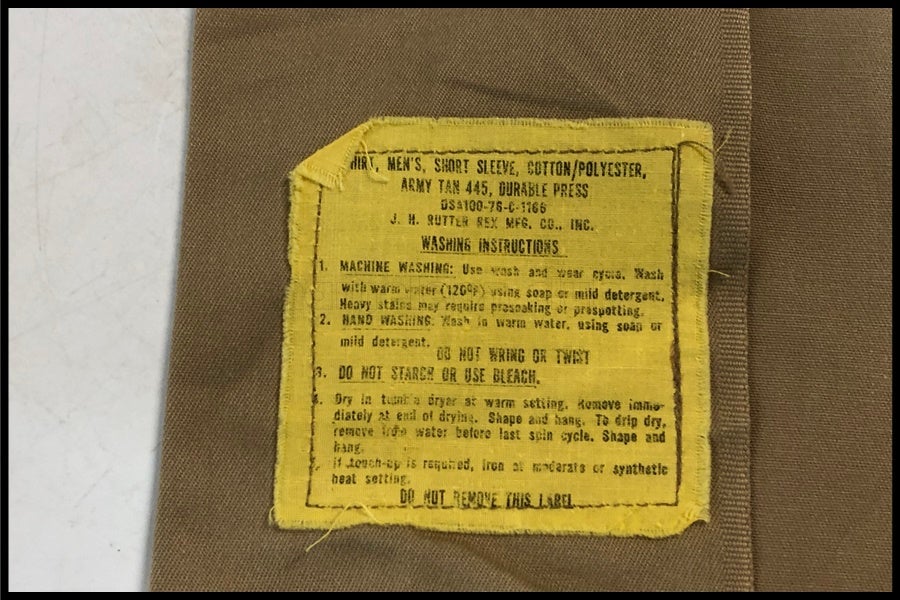 HIRT, MEN'S, SHORT SLEEVE, COTTON/POLYESTER,
ARMY TAN 445, DURABLE PRESS
DSA100-76-C-1166
J. H. RUTTER REX MFG. CO., INC.
WASHING INSTRUCTIONS
1. MACHINE WASHING: Use wash and wear cycle. Wash
with warm water (120°F) using soap or mild detergent.
Heavy stains may require presoaking or prespotting.
2. HAND WASHING. Wash in warm water, using soap or
mild detergent.
DO NOT WRING OR TWIST
3. DO NOT STARCH OR USE BLEACH.
4. Dry in tumble dryer at warm setting. Remove imme-
diately at end of drying. Shape and hang. To drip dry,
remove from water before last spin cycle. Shape and
hang.
If touch-up is required, iron at moderate or synthetic
heat setting.
DO NOT REMOVE THIS LABEL